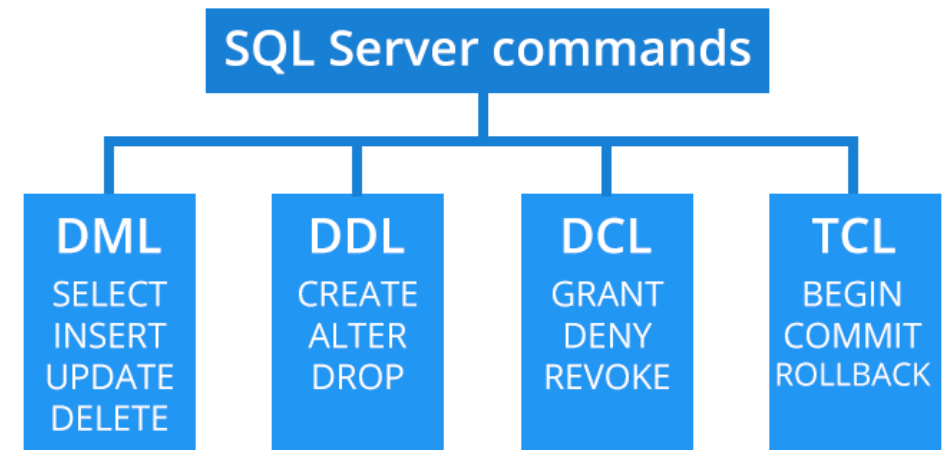 SQL Server commands
DML
SELECT
INSERT
UPDATE
DELETE
DDL
CREATE
ALTER
DROP
DCL
GRANT
DENY
REVOKE
TCL
BEGIN
COMMIT
ROLLBACK